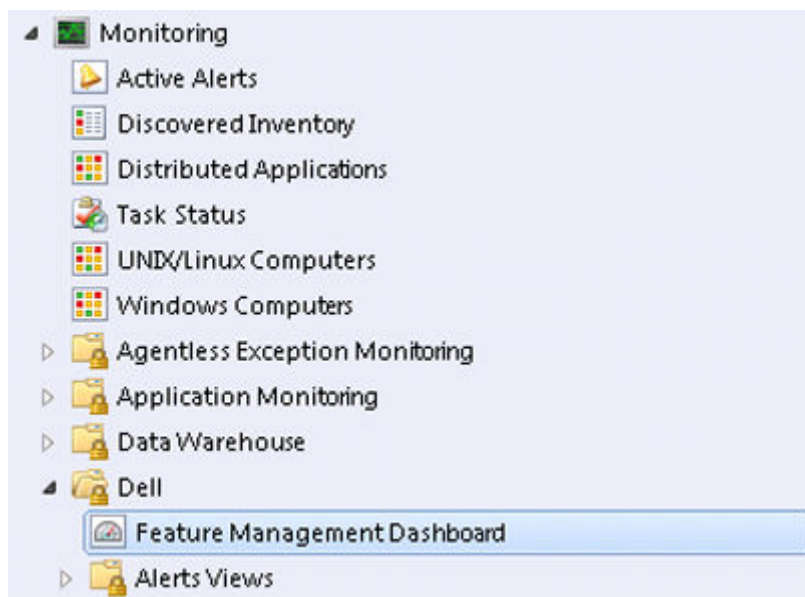 Monitoring
Active Alerts
Discovered Inventory
Distributed Applications
Task Status
UNIX/Linux Computers
Windows Computers
Agentless Exception Monitoring
Application Monitoring
Data Warehouse
Dell
Feature Management Dashboard
Alerts Views